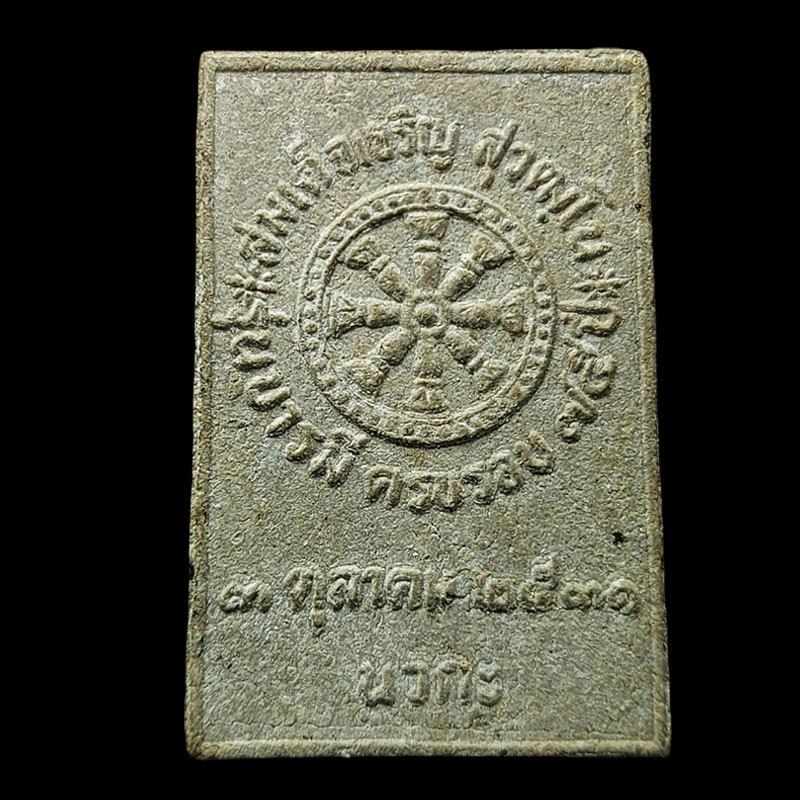 สมเด็จเจริญ สุวฑฺฒโน
รุ่นบารมี ครบรอบ ๗๕ ปี
๓ ตุลาคม ๒๕๓๑
นวกะ